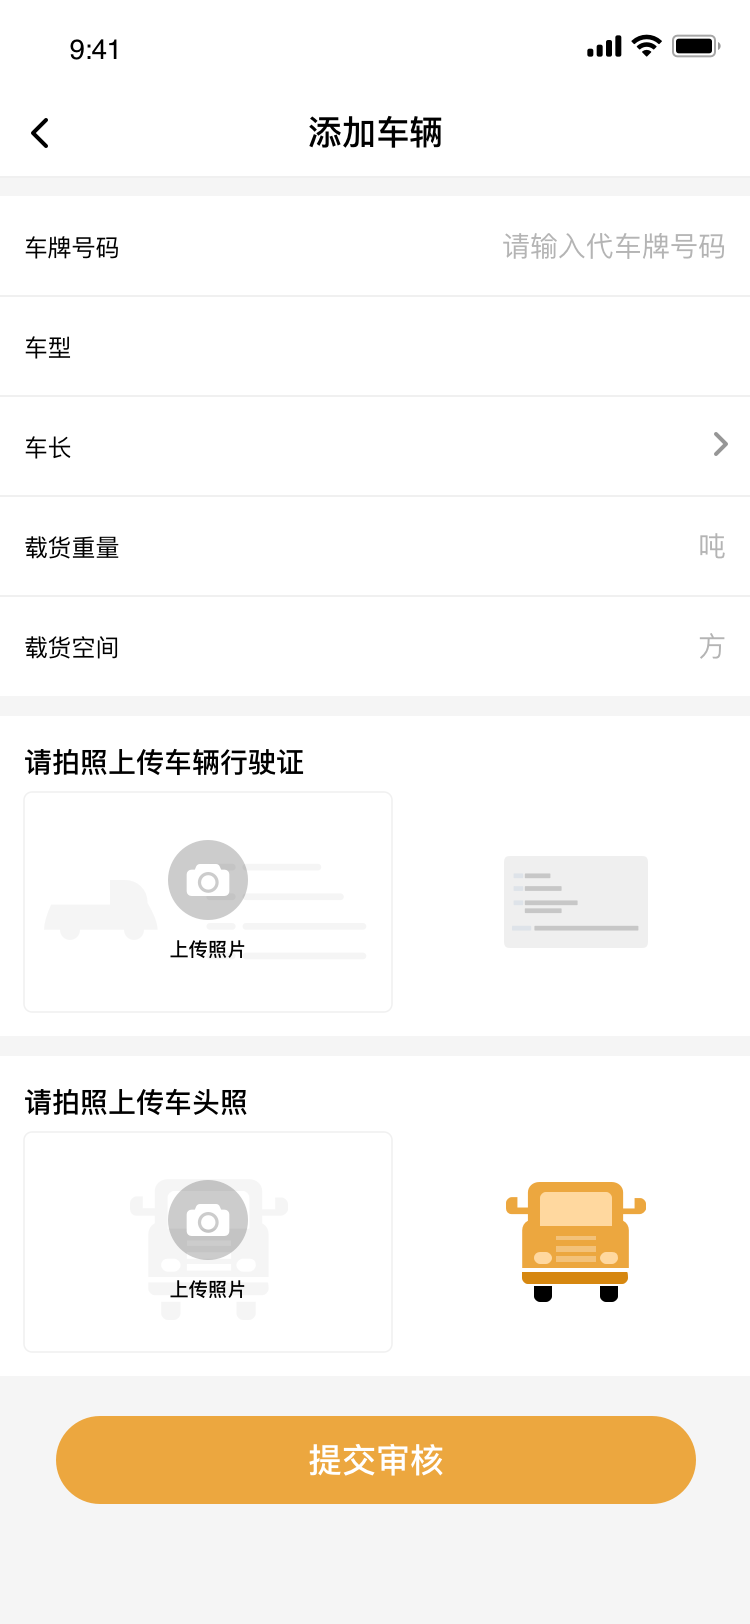 9:41
添加车辆
车牌号码 请输入代车牌号码
车型
车长
载货重量 吨
载货空间 方
请拍照上传车辆行驶证
上传照片
请拍照上传车头照
上传照片
提交审核